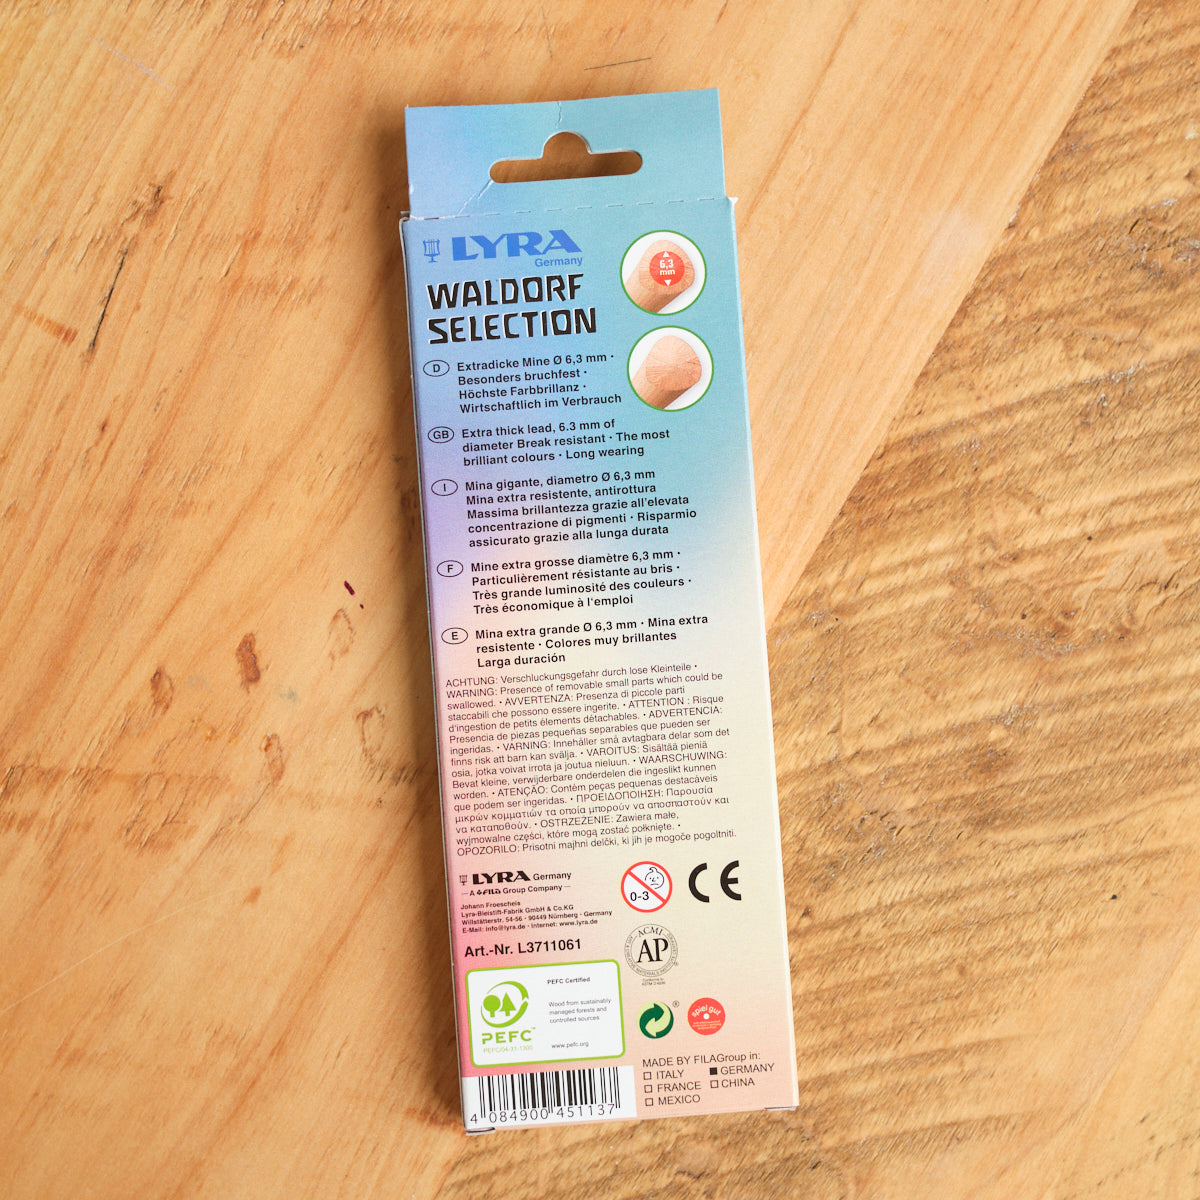 LYRA
Germany
WALDORF
SELECTION
6,3
mm
D
Extradicke Mine Ø 6,3 mm ·
Besonders bruchfest ·
Höchste Farbbrillanz ·
Wirtschaftlich im Verbrauch
GB
Extra thick lead, 6.3 mm of
diameter Break resistant · The most
brilliant colours · Long wearing
I
Mina gigante, diametro Ø 6,3 mm
Mina extra resistente, antirottura
Massima brillantezza grazie all'elevata
concentrazione di pigmenti · Risparmio
assicurato grazie alla lunga durata
F
Mine extra grosse diamètre 6,3 mm ·
Particulièrement résistante au bris ·
Très grande luminosité des couleurs ·
Très économique à l'emploi
E
Mina extra grande Ø 6,3 mm · Mina extra
resistente · Colores muy brillantes
Larga duración
ACHTUNG: Verschluckungsgefahr durch lose Kleinteile ·
WARNING: Presence of removable small parts which could be
swallowed. · AVVERTENZA: Presenza di piccole parti
staccabili che possono essere ingerite. · ATTENTION : Risque
d'ingestion de petits élements détachables. · ADVERTENCIA:
Presencia de piezas pequeñas separables que pueden ser
ingeridas. · VARNING: Innehåller små avtagbara delar som det
finns risk att barn kan svälja. · VAROITUS: Sisältää pieniä
osia, jotka voivat irrota ja joutua nieluun. · WAARSCHUWING:
Bevat kleine, verwijderbare onderdelen die ingeslikt kunnen
worden. · ATENÇÃO: Contém peças pequenas destacáveis
que podem ser ingeridas. · ΠΡΟΕΙΔΟΠΟΙΗΣΗ: Παρουσία
μικρών κομματιών τα οποία μπορούν να αποσπαστούν και
να καταποθούν. · OSTRZEŻENIE: Zawiera małe,
wyjmowalne części, które mogą zostać połknięte. ·
OPOZORILO: Prisotni majhni delčki, ki jih je mogoče pogoltniti.
LYRA Germany
A FILA Group Company
Johann Froescheis
Lyra-Bleistift-Fabrik GmbH & Co.KG
Willstätterstr. 54-56 · 90449 Nürnberg - Germany
E-Mail: info@lyra.de · Internet: www.lyra.de
Art.-Nr. L3711061
0-3
CE
ACMI
AP
PEFC Certified
Wood from sustainably
managed forests and
controlled sources
www.pefc.org
PEFC™
PEFC/04-31-1300
®
spiel gut
MADE BY FILAGroup in:
ITALY
GERMANY
FRANCE
CHINA
MEXICO
4 084900 451137